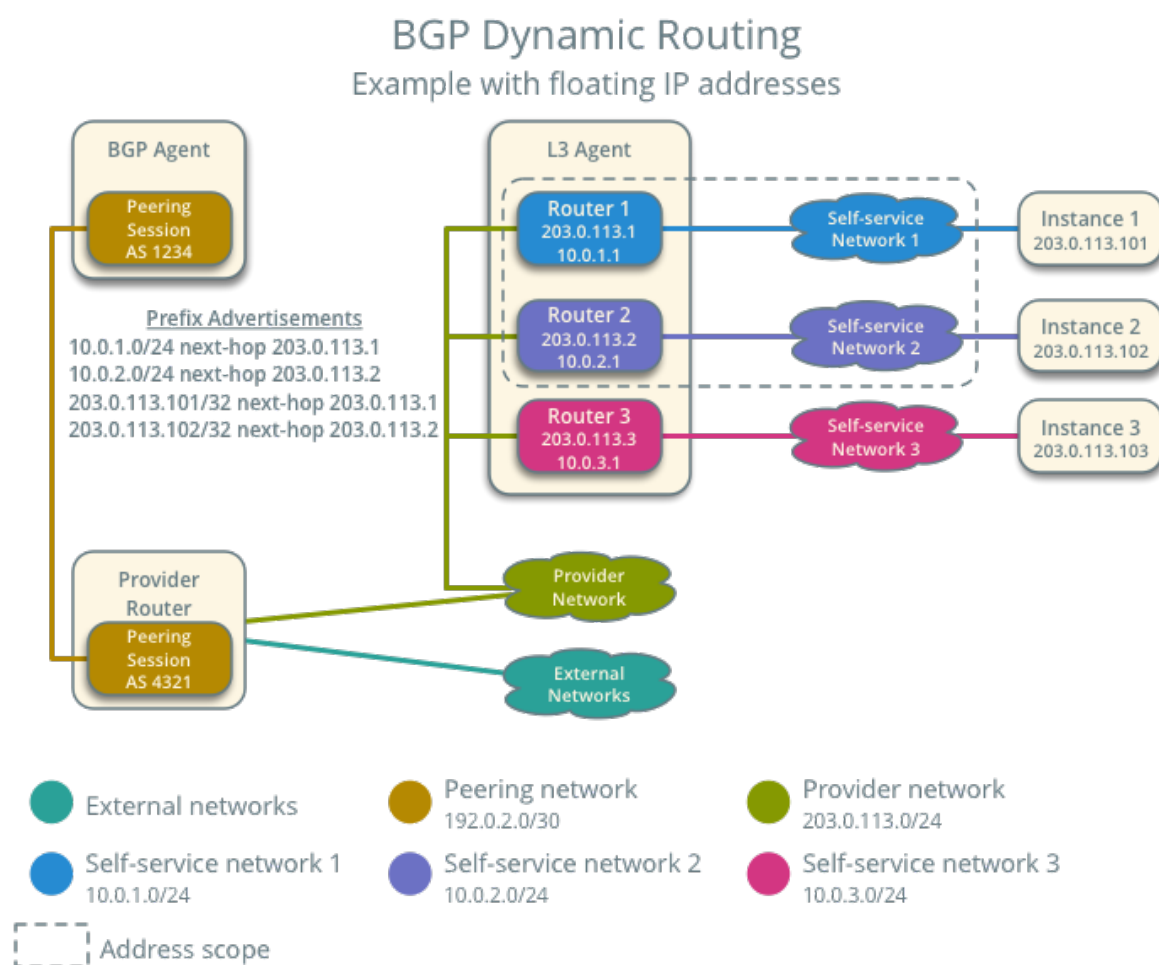 BGP Dynamic Routing
Example with floating IP addresses
BGP Agent
Peering
Session
AS 1234
Prefix Advertisements
10.0.1.0/24 next-hop 203.0.113.1
10.0.2.0/24 next-hop 203.0.113.2
203.0.113.101/32 next-hop 203.0.113.1
203.0.113.102/32 next-hop 203.0.113.2
L3 Agent
Router 1
203.0.113.1
10.0.1.1
Self-service
Network 1
Instance 1
203.0.113.101
Router 2
203.0.113.2
10.0.2.1
Self-service
Network 2
Instance 2
203.0.113.102
Router 3
203.0.113.3
10.0.3.1
Self-service
Network 3
Instance 3
203.0.113.103
Provider
Router
Peering
Session
AS 4321
Provider
Network
External
Networks
External networks
Peering network
192.0.2.0/30
Provider network
203.0.113.0/24
Self-service network 1
10.0.1.0/24
Self-service network 2
10.0.2.0/24
Self-service network 3
10.0.3.0/24
Address scope